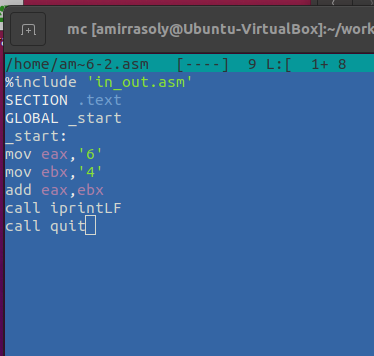 mc [amirrasoly@Ubuntu-VirtualBox]:~/work
/home/am~6-2.asm   [----]  9 L:[  1+ 8
%include 'in_out.asm'
SECTION .text
GLOBAL _start
_start:
mov eax,'6'
mov ebx,'4'
add eax,ebx
call iprintLF
call quit